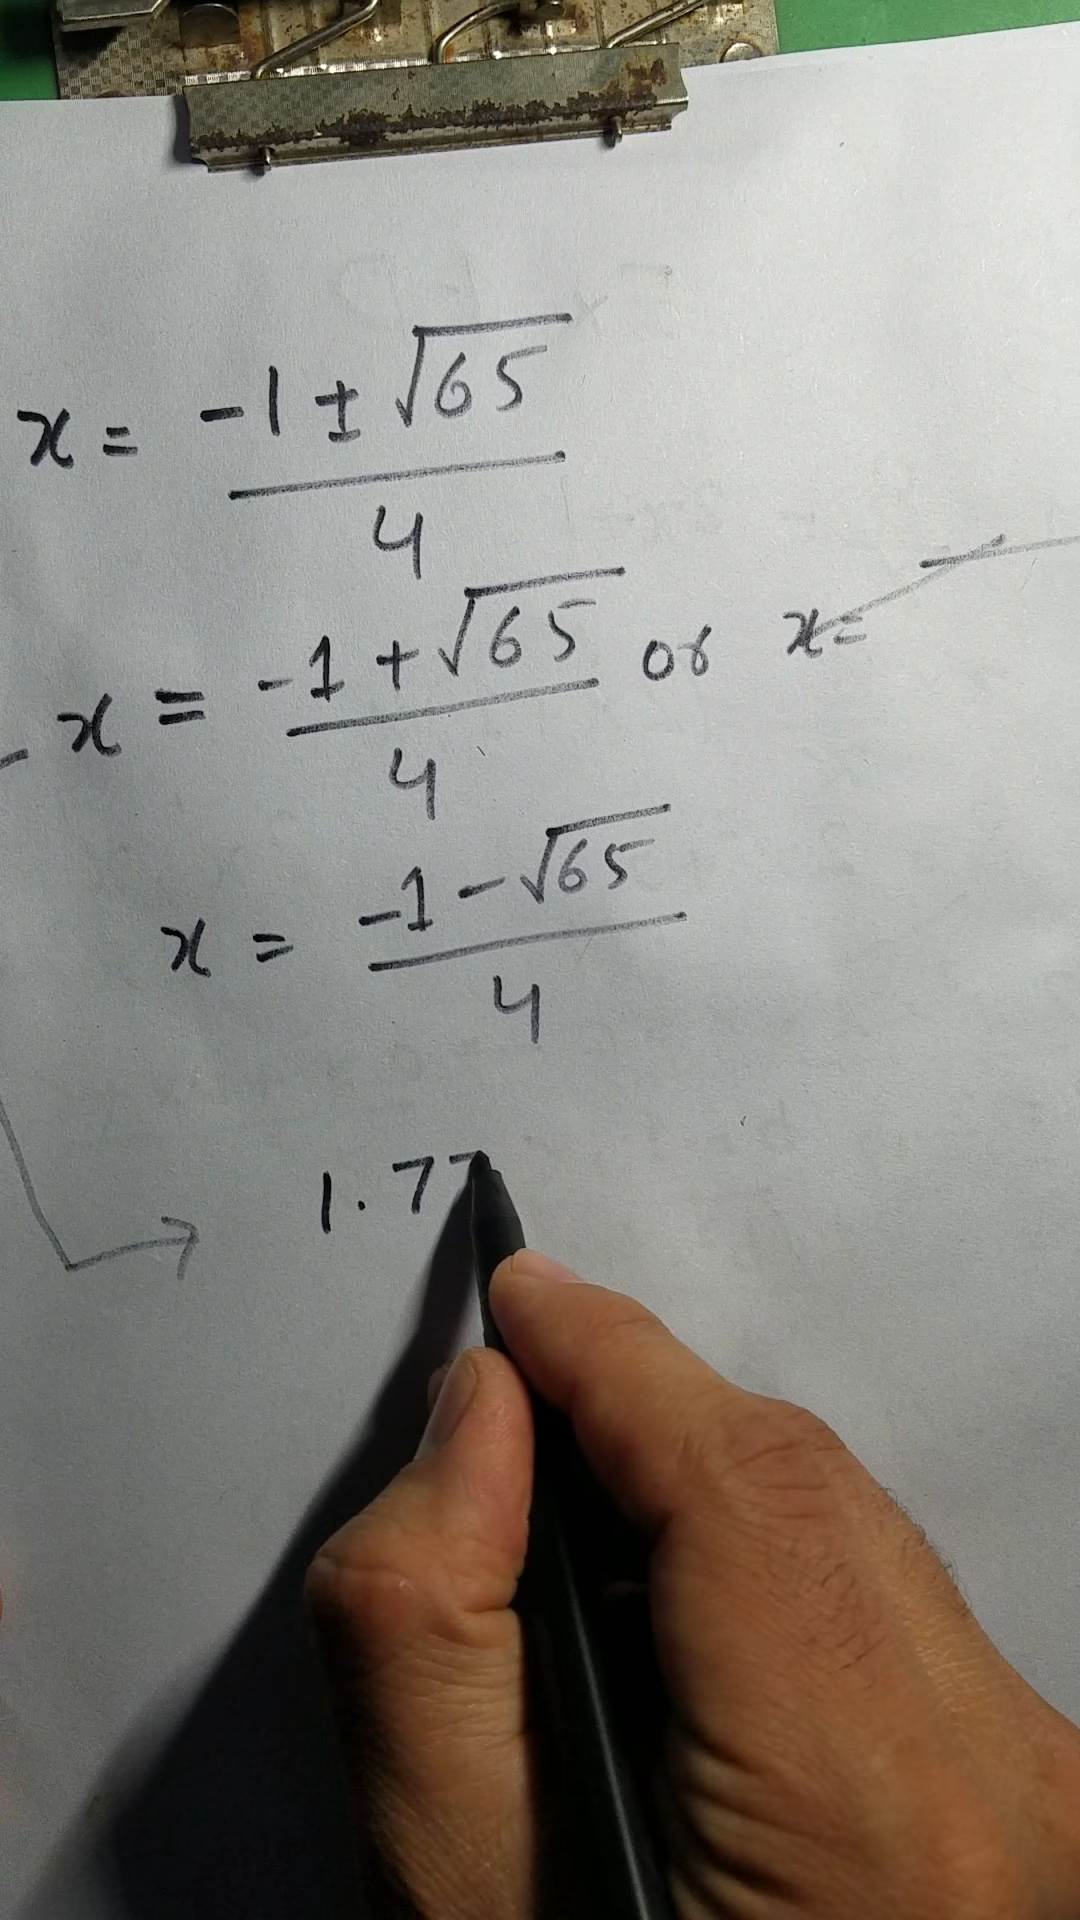 x = -1 ± √65 / 4
x = -1 + √65 / 4 or x =
x = -1 - √65 / 4
1.77